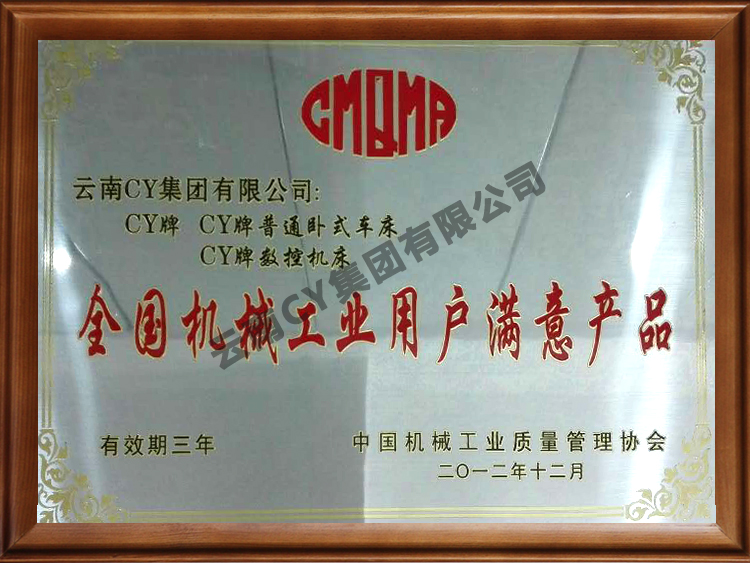 CMQMA
云南CY集团有限公司:
CY牌 CY牌普通卧式车床
CY牌数控机床
全国机械工业用户满意产品
有效期三年
中国机械工业质量管理协会
二〇一二年十二月
云南CY集团有限公司